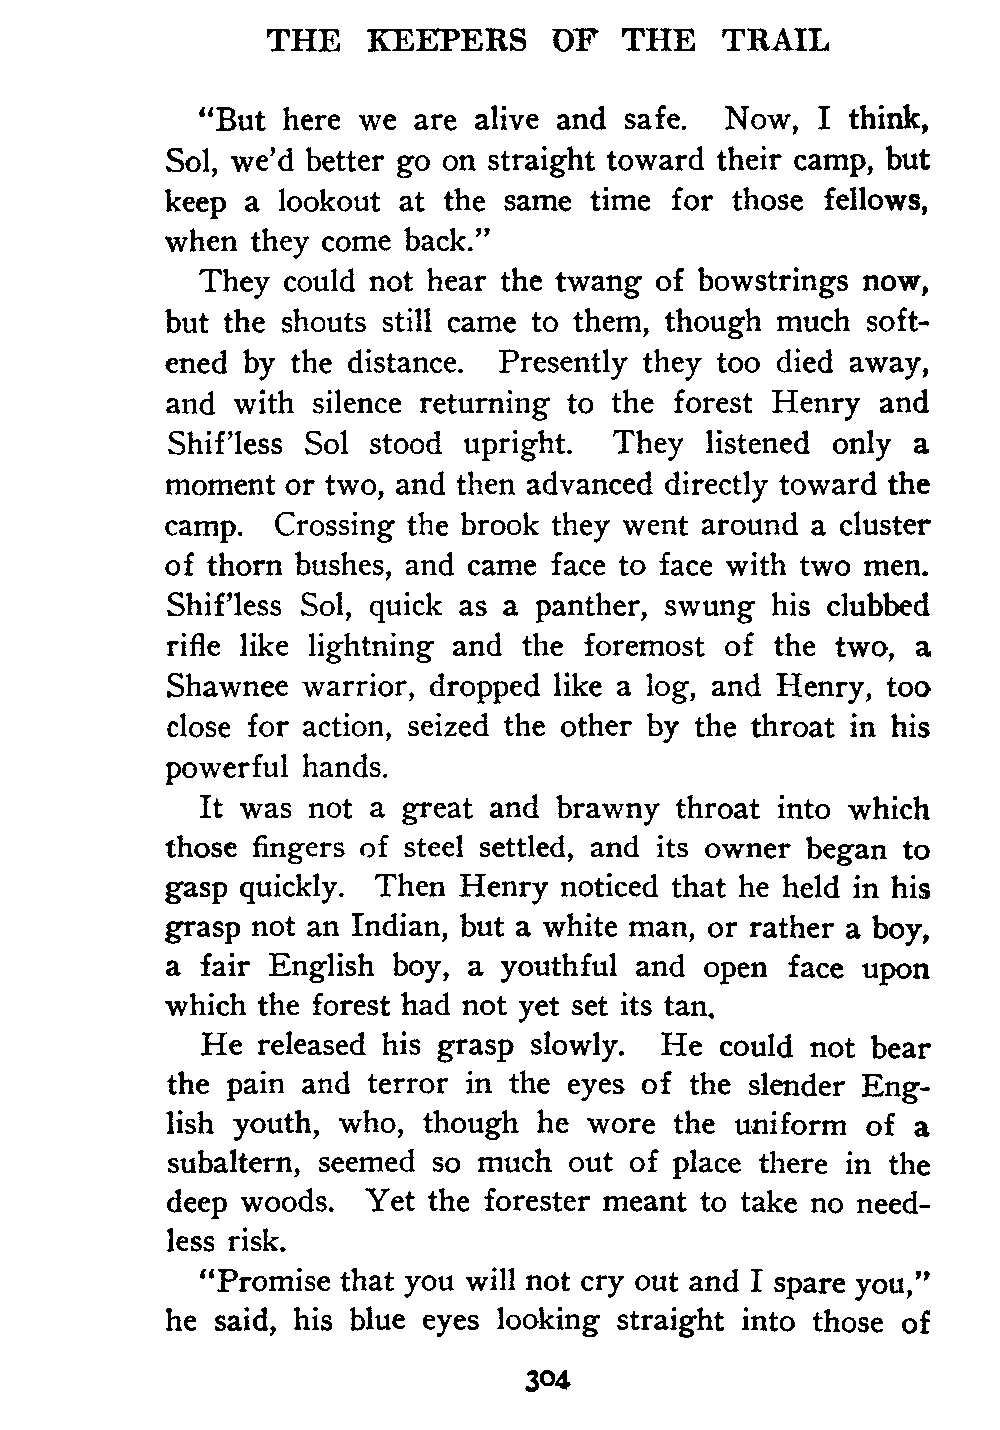 THE KEEPERS OF THE TRAIL
"But here we are alive and safe. Now, I think,
Sol, we'd better go on straight toward their camp, but
keep a lookout at the same time for those fellows,
when they come back."
They could not hear the twang of bowstrings now,
but the shouts still came to them, though much soft-
ened by the distance. Presently they too died away,
and with silence returning to the forest Henry and
Shif'less Sol stood upright. They listened only a
moment or two, and then advanced directly toward the
camp. Crossing the brook they went around a cluster
of thorn bushes, and came face to face with two men.
Shif'less Sol, quick as a panther, swung his clubbed
rifle like lightning and the foremost of the two, a
Shawnee warrior, dropped like a log, and Henry, too
close for action, seized the other by the throat in his
powerful hands.
It was not a great and brawny throat into which
those fingers of steel settled, and its owner began to
gasp quickly. Then Henry noticed that he held in his
grasp not an Indian, but a white man, or rather a boy,
a fair English boy, a youthful and open face upon
which the forest had not yet set its tan.
He released his grasp slowly. He could not bear
the pain and terror in the eyes of the slender Eng-
lish youth, who, though he wore the uniform of a
subaltern, seemed so much out of place there in the
deep woods. Yet the forester meant to take no need-
less risk.
"Promise that you will not cry out and I spare you,"
he said, his blue eyes looking straight into those of
304